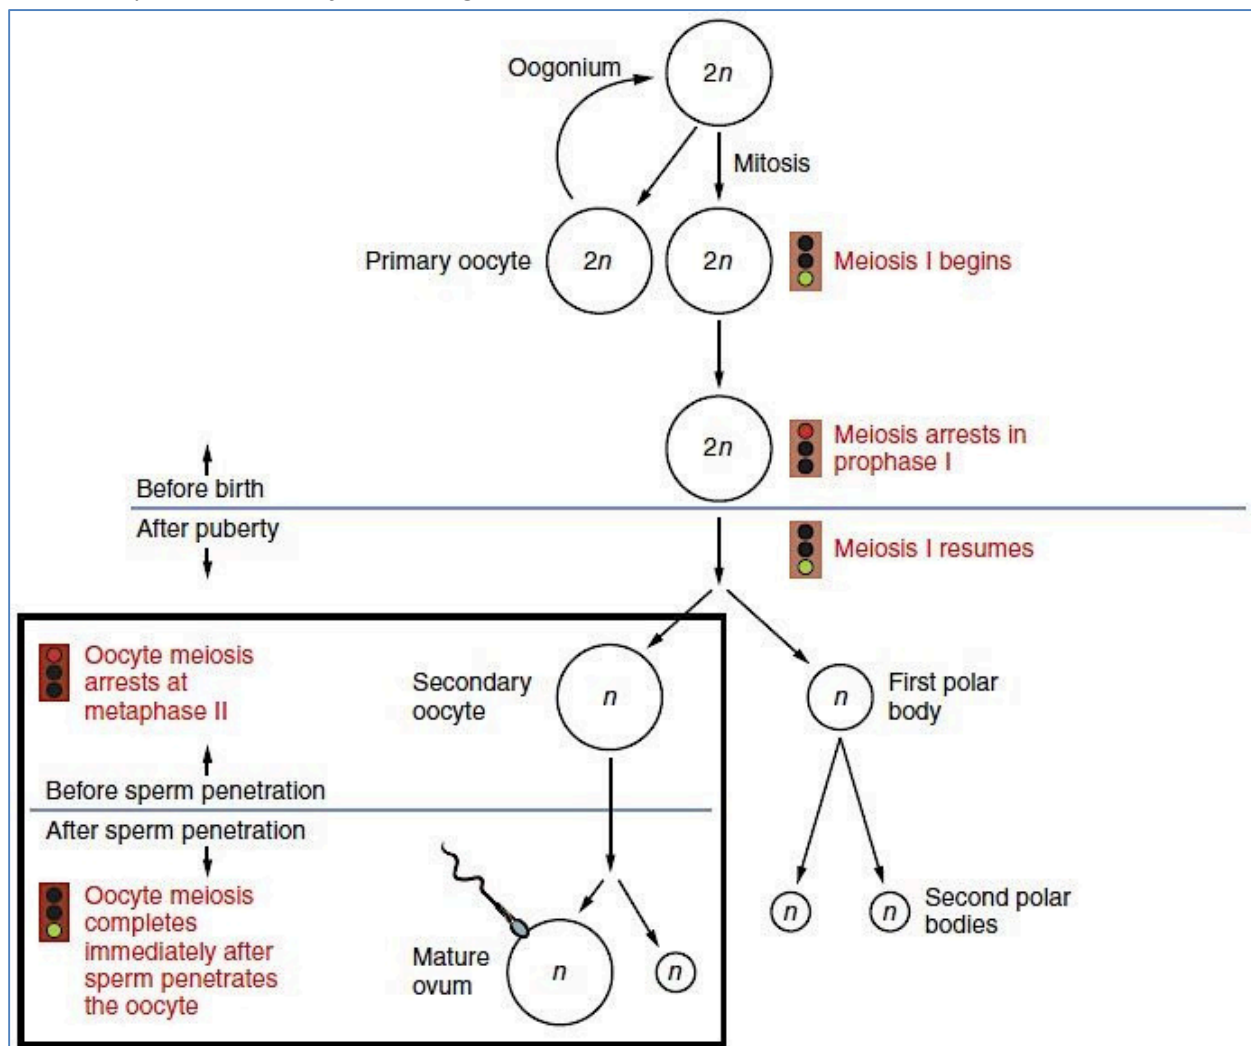 Oogonium
2n
Mitosis
Primary oocyte
2n
2n
Meiosis I begins
2n
Meiosis arrests in
prophase I
Before birth
After puberty
Meiosis I resumes
Oocyte meiosis
arrests at
metaphase II
Secondary
oocyte
n
n
First polar
body
Before sperm penetration
After sperm penetration
Oocyte meiosis
completes
immediately after
sperm penetrates
the oocyte
Mature
ovum
n
n
n
n
Second polar
bodies